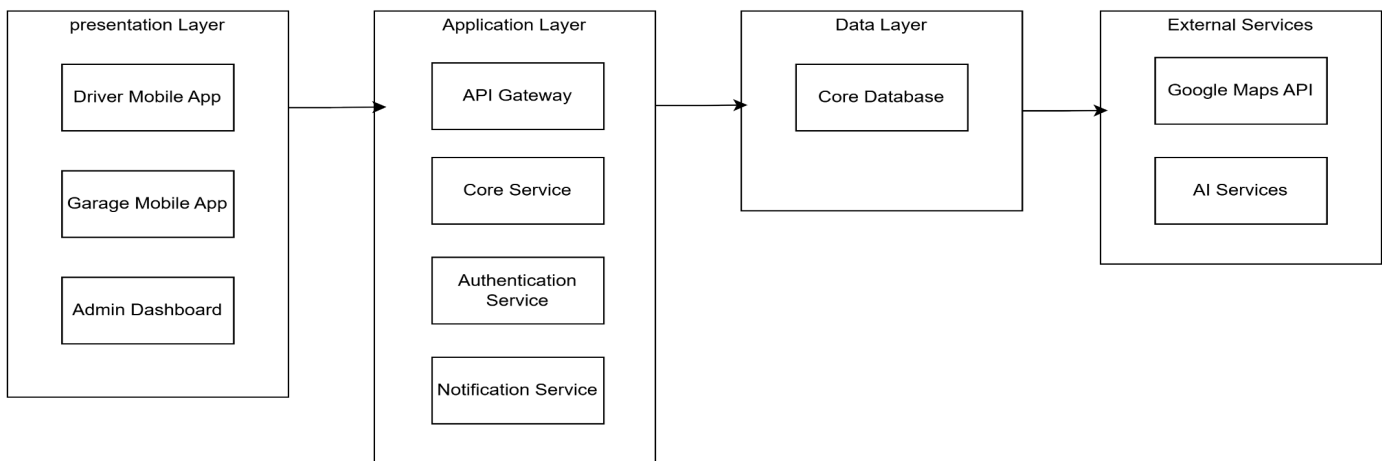 presentation Layer
Driver Mobile App
Garage Mobile App
Admin Dashboard
Application Layer
API Gateway
Core Service
Authentication
Service
Notification Service
Data Layer
Core Database
External Services
Google Maps API
AI Services